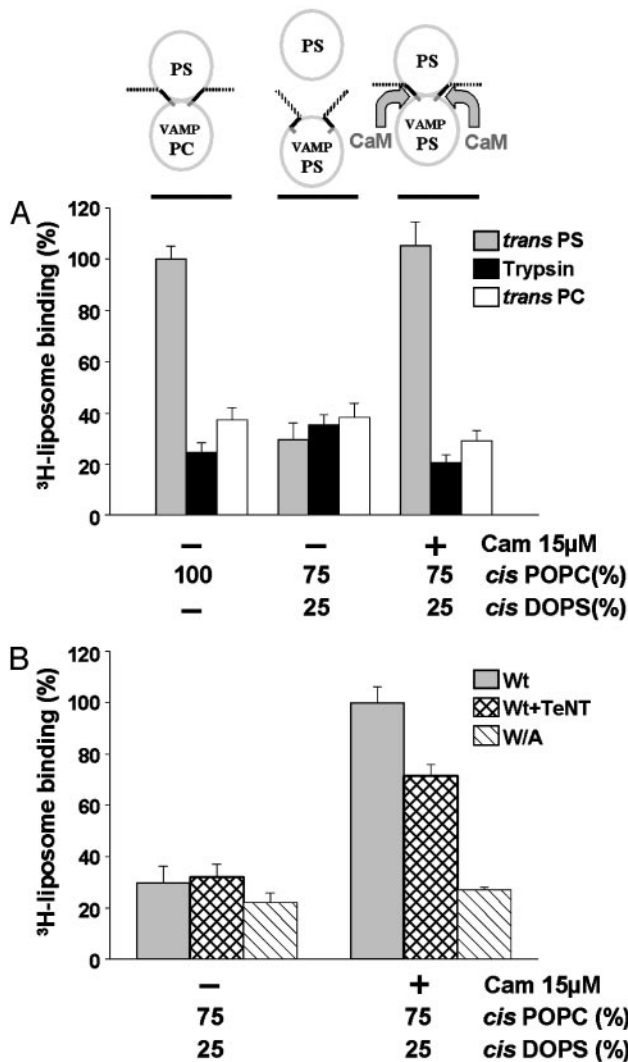 PS
PS
PS
VAMP
PC
VAMP
PS
VAMP
PS
CaM
CaM
A
³H-liposome binding (%)
120
100
80
60
40
20
0
trans PS
Trypsin
trans PC
– – + Cam 15µM
100 75 75 cis POPC(%)
– 25 25 cis DOPS(%)
B
³H-liposome binding (%)
120
100
80
60
40
20
0
Wt
Wt+TeNT
W/A
– + Cam 15µM
75 75 cis POPC (%)
25 25 cis DOPS (%)